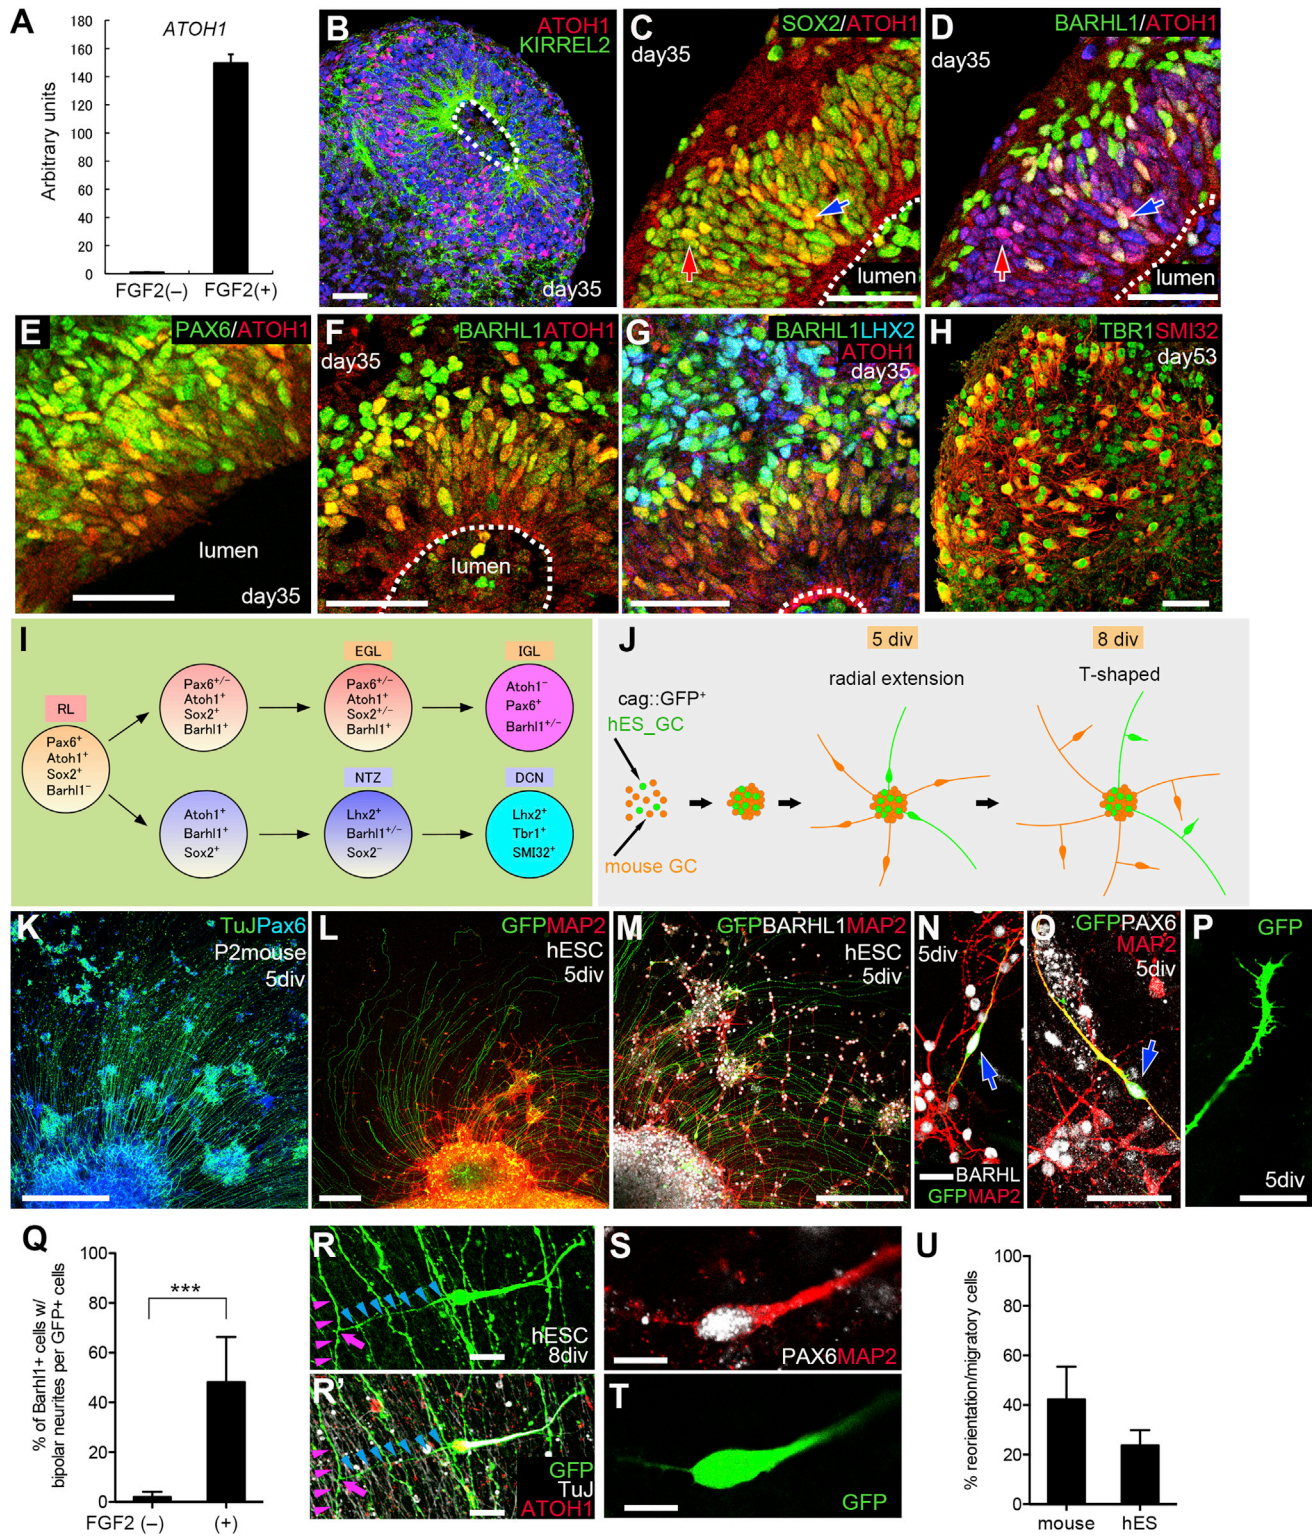 A
ATOH1
Arbitrary units
180
160
140
120
100
80
60
40
20
0
FGF2(–)
FGF2(+)
B
ATOH1
KIRREL2
day35
C
SOX2/ATOH1
day35
lumen
D
BARHL1/ATOH1
day35
lumen
E
PAX6/ATOH1
lumen
day35
F
BARHL1ATOH1
day35
lumen
G
BARHL1LHX2
ATOH1
day35
H
TBR1SMI32
day53
I
RL
Pax6⁺
Atoh1⁺
Sox2⁺
Barhl1⁻
Pax6⁺/⁻
Atoh1⁺
Sox2⁺
Barhl1⁺
EGL
Pax6⁺/⁻
Atoh1⁺
Sox2⁺/⁻
Barhl1⁺
IGL
Atoh1⁻
Pax6⁺
Barhl1⁺/⁻
Atoh1⁺
Barhl1⁺
Sox2⁺
NTZ
Lhx2⁺
Barhl1⁺/⁻
Sox2⁻
DCN
Lhx2⁺
Tbr1⁺
SMI32⁺
J
5 div
8 div
radial extension
T-shaped
cag::GFP⁺
hES_GC
mouse GC
K
TuJPax6
P2mouse
5div
L
GFPMAP2
hESC
5div
M
GFPBARHL1MAP2
hESC
5div
N
5div
BARHL
GFPMAP2
O
GFPPAX6
MAP2
5div
P
GFP
5div
Q
% of Barhl1+ cells w/
bipolar neurites per GFP+ cells
100
80
60
40
20
0
***
FGF2 (–)
(+)
R
hESC
8div
R'
GFP
TuJ
ATOH1
S
PAX6MAP2
T
GFP
U
% reorientation/migratory cells
100
80
60
40
20
0
mouse
hES